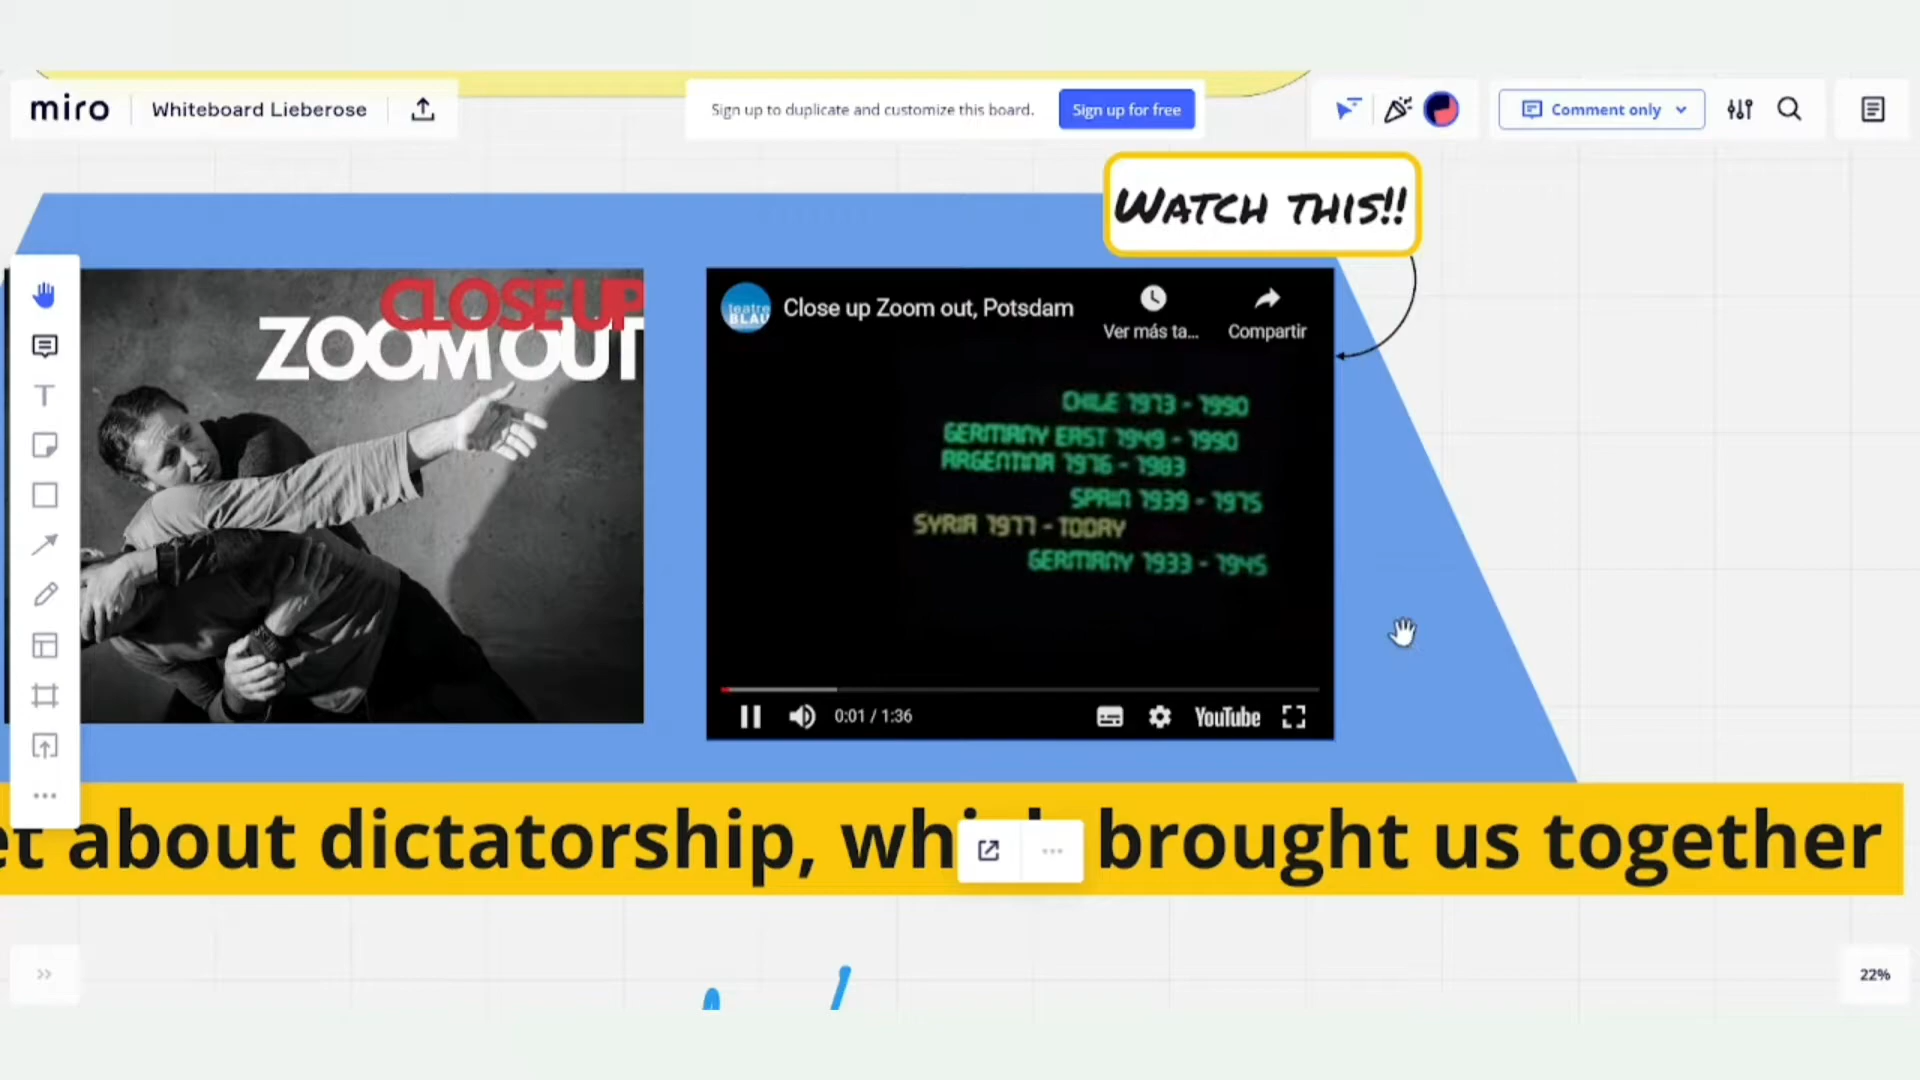 miro
Whiteboard Lieberose
Sign up to duplicate and customize this board.
Sign up for free
Comment only
WATCH THIS!!
CLOSE UP
ZOOM OUT
teatre
BLAU
Close up Zoom out, Potsdam
Ver más ta...
Compartir
CHILE 1973 - 1990
GERMANY EAST 1949 - 1990
ARGENTINA 1976 - 1983
SPAIN 1939 - 1975
SYRIA 1977 - TODAY
GERMANY 1933 - 1945
0:01 / 1:36
YouTube
about dictatorship, brought us together
22%